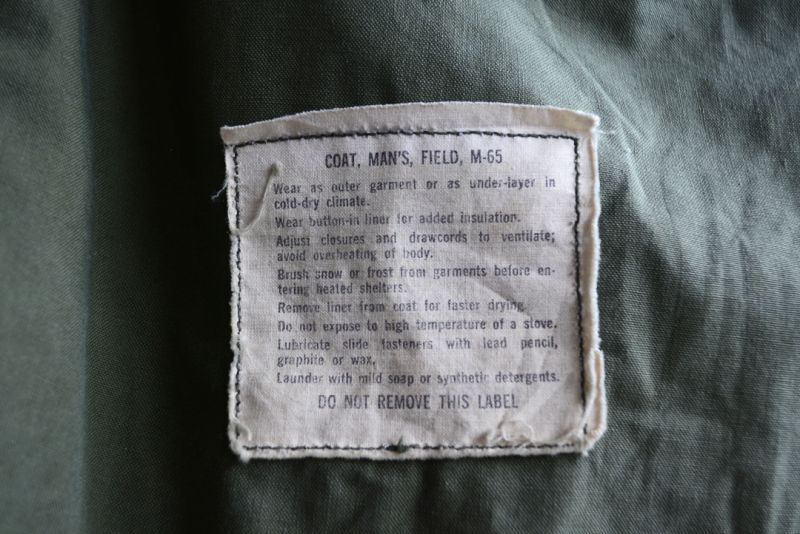 COAT, MAN'S, FIELD, M-65
Wear as outer garment or as under-layer in
cold-dry climate.
Wear button-in liner for added insulation.
Adjust closures and drawcords to ventilate;
avoid overheating of body.
Brush snow or frost from garments before en-
tering heated shelters.
Remove liner from coat for faster drying.
Do not expose to high temperature of a stove.
Lubricate slide fasteners with lead pencil,
graphite or wax.
Launder with mild soap or synthetic detergents.
DO NOT REMOVE THIS LABEL